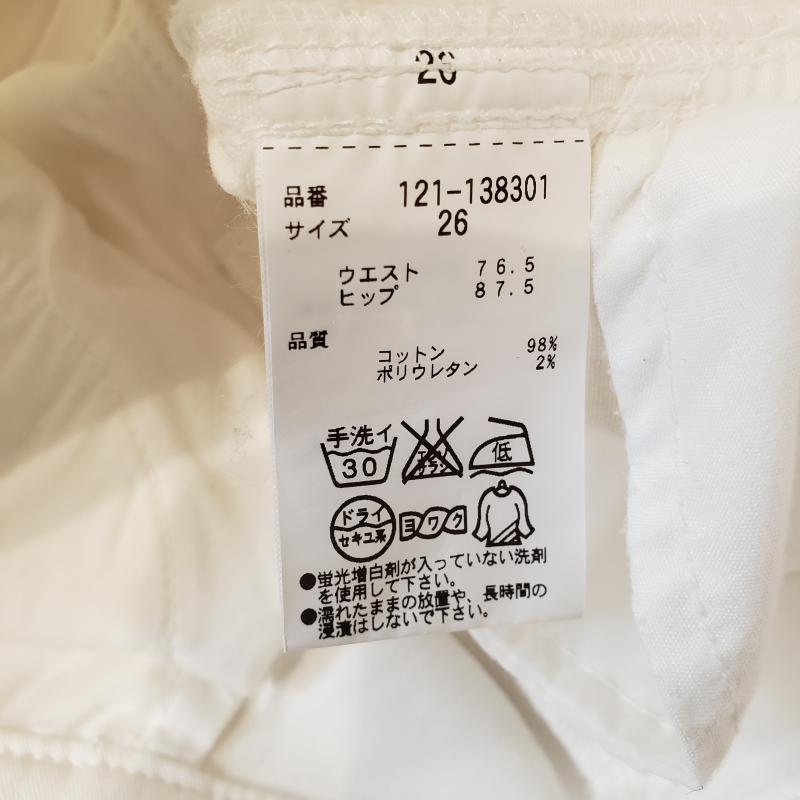 26
品番 121-138301
サイズ 26
ウエスト 76.5
ヒップ 87.5
品質
コットン 98%
ポリウレタン 2%
手洗イ
30
エンソ
サラシ
低
ドライ
セキユ系
ヨワク
●蛍光増白剤が入っていない洗剤
を使用して下さい。
●濡れたままの放置や、長時間の
浸漬はしないで下さい。